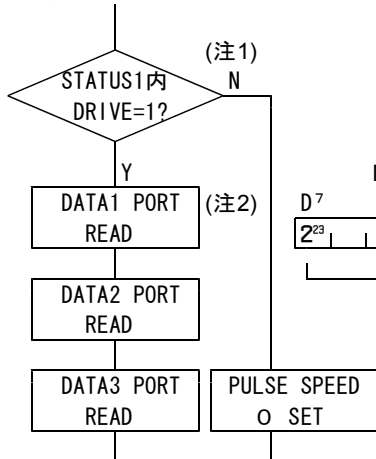 (注1)
STATUS1内
DRIVE=1?
N
Y
DATA1 PORT
READ
(注2)
D7
2²³
DATA2 PORT
READ
DATA3 PORT
READ
PULSE SPEED
O SET